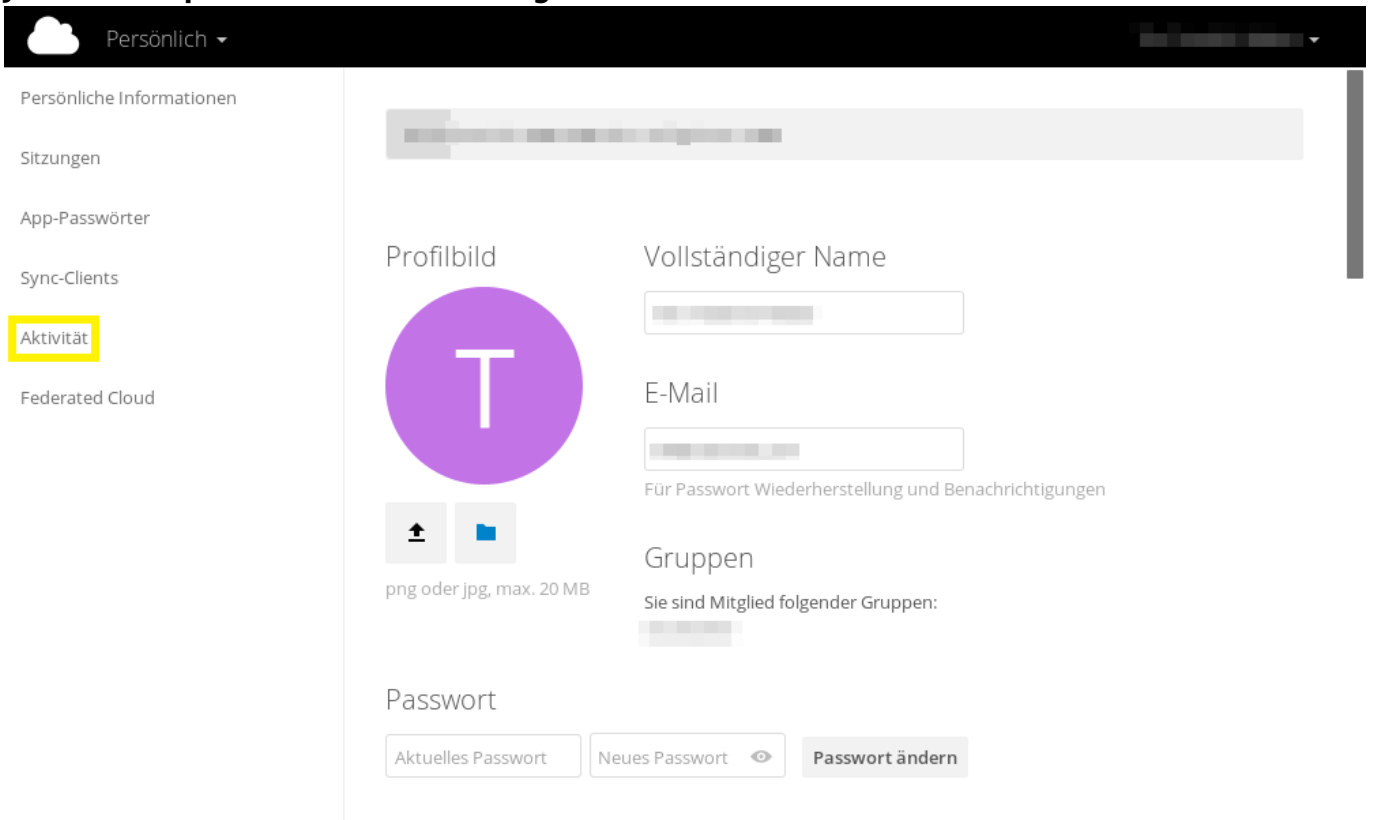 Persönlich
Persönliche Informationen
Sitzungen
App-Passwörter
Sync-Clients
Aktivität
Federated Cloud
Profilbild
T
png oder jpg, max. 20 MB
Vollständiger Name
E-Mail
Für Passwort Wiederherstellung und Benachrichtigungen
Gruppen
Sie sind Mitglied folgender Gruppen:
Passwort
Aktuelles Passwort Neues Passwort Passwort ändern